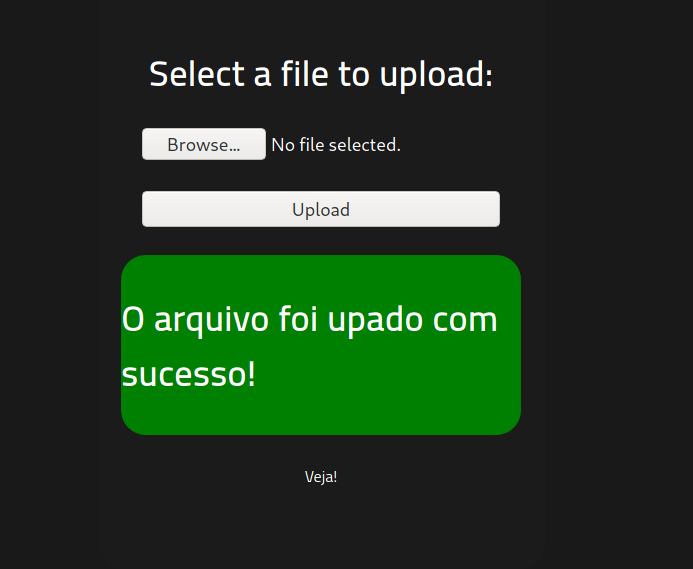 Select a file to upload:
Browse... No file selected.
Upload
O arquivo foi upado com
sucesso!
Veja!